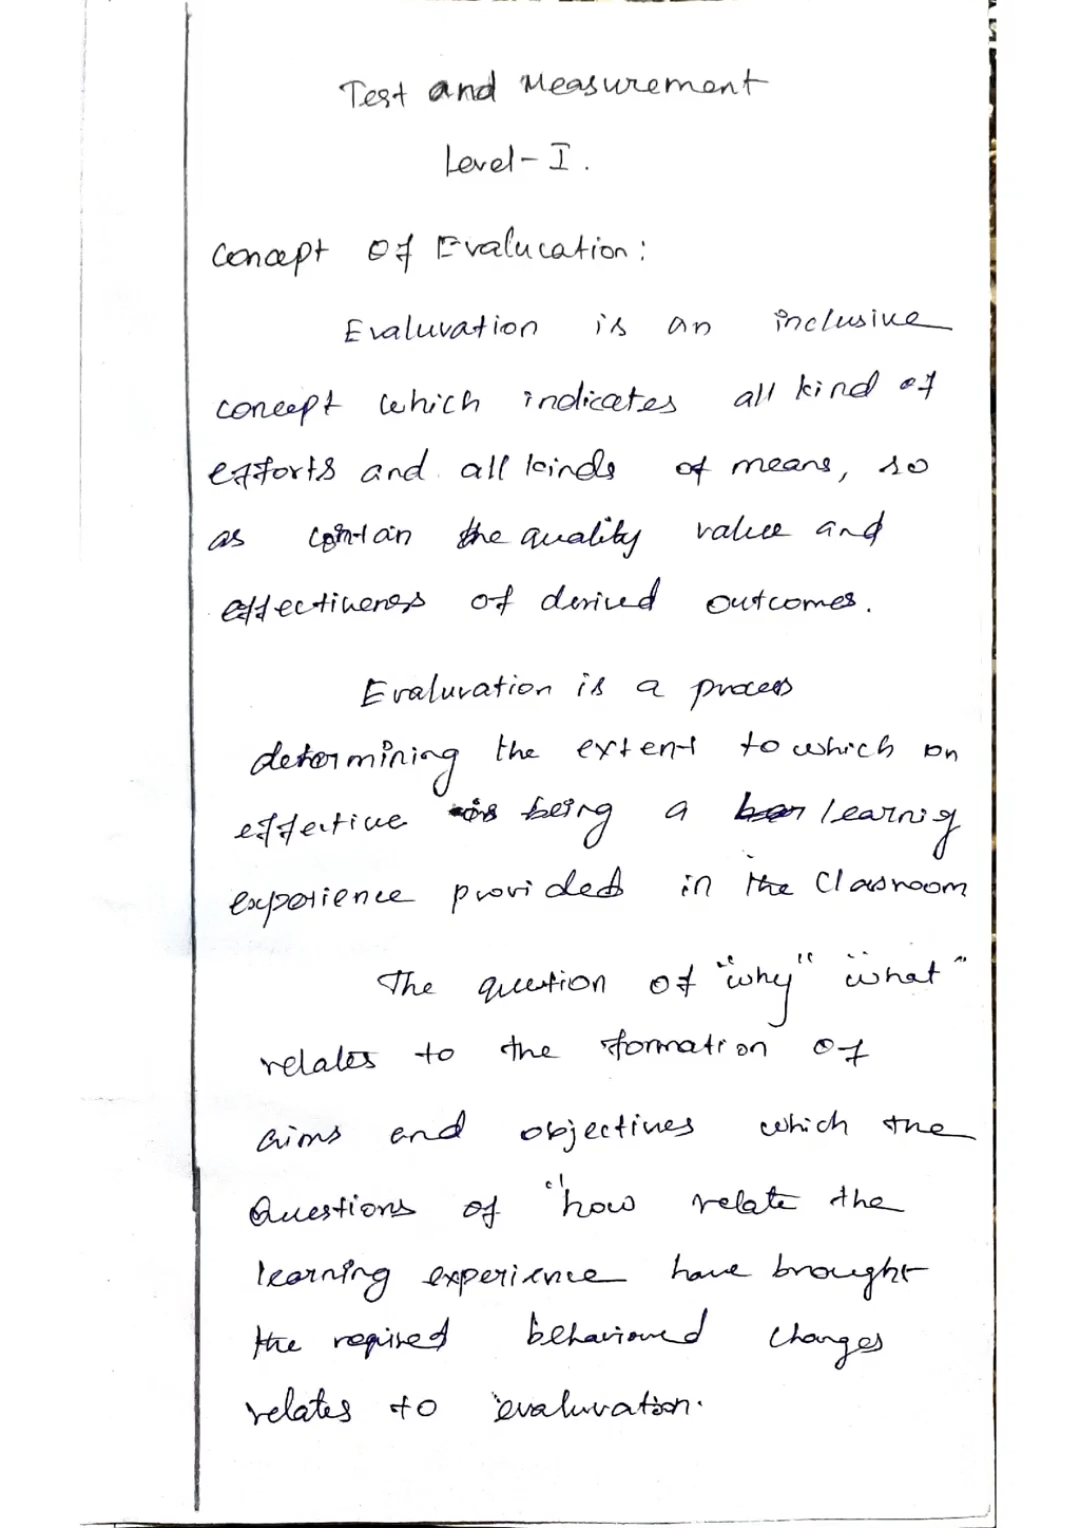 Test and Measurement
Level-I.
Concept Of Evalucation:
Evaluvation is an inclusive
concept which indicates all kind of
efforts and all kinds of means, so
as contain the quality value and
effectiveness of derived outcomes.
Evaluvation is a process
determining the extent to which on
effective being a learnig
experience provided in the Classroom
The question of "why" "what"
relates to the formation of
aims and objectives which the
Questions of "how relate the
learning experience have brought
the reqired behavioued changes
relates to evaluvation.